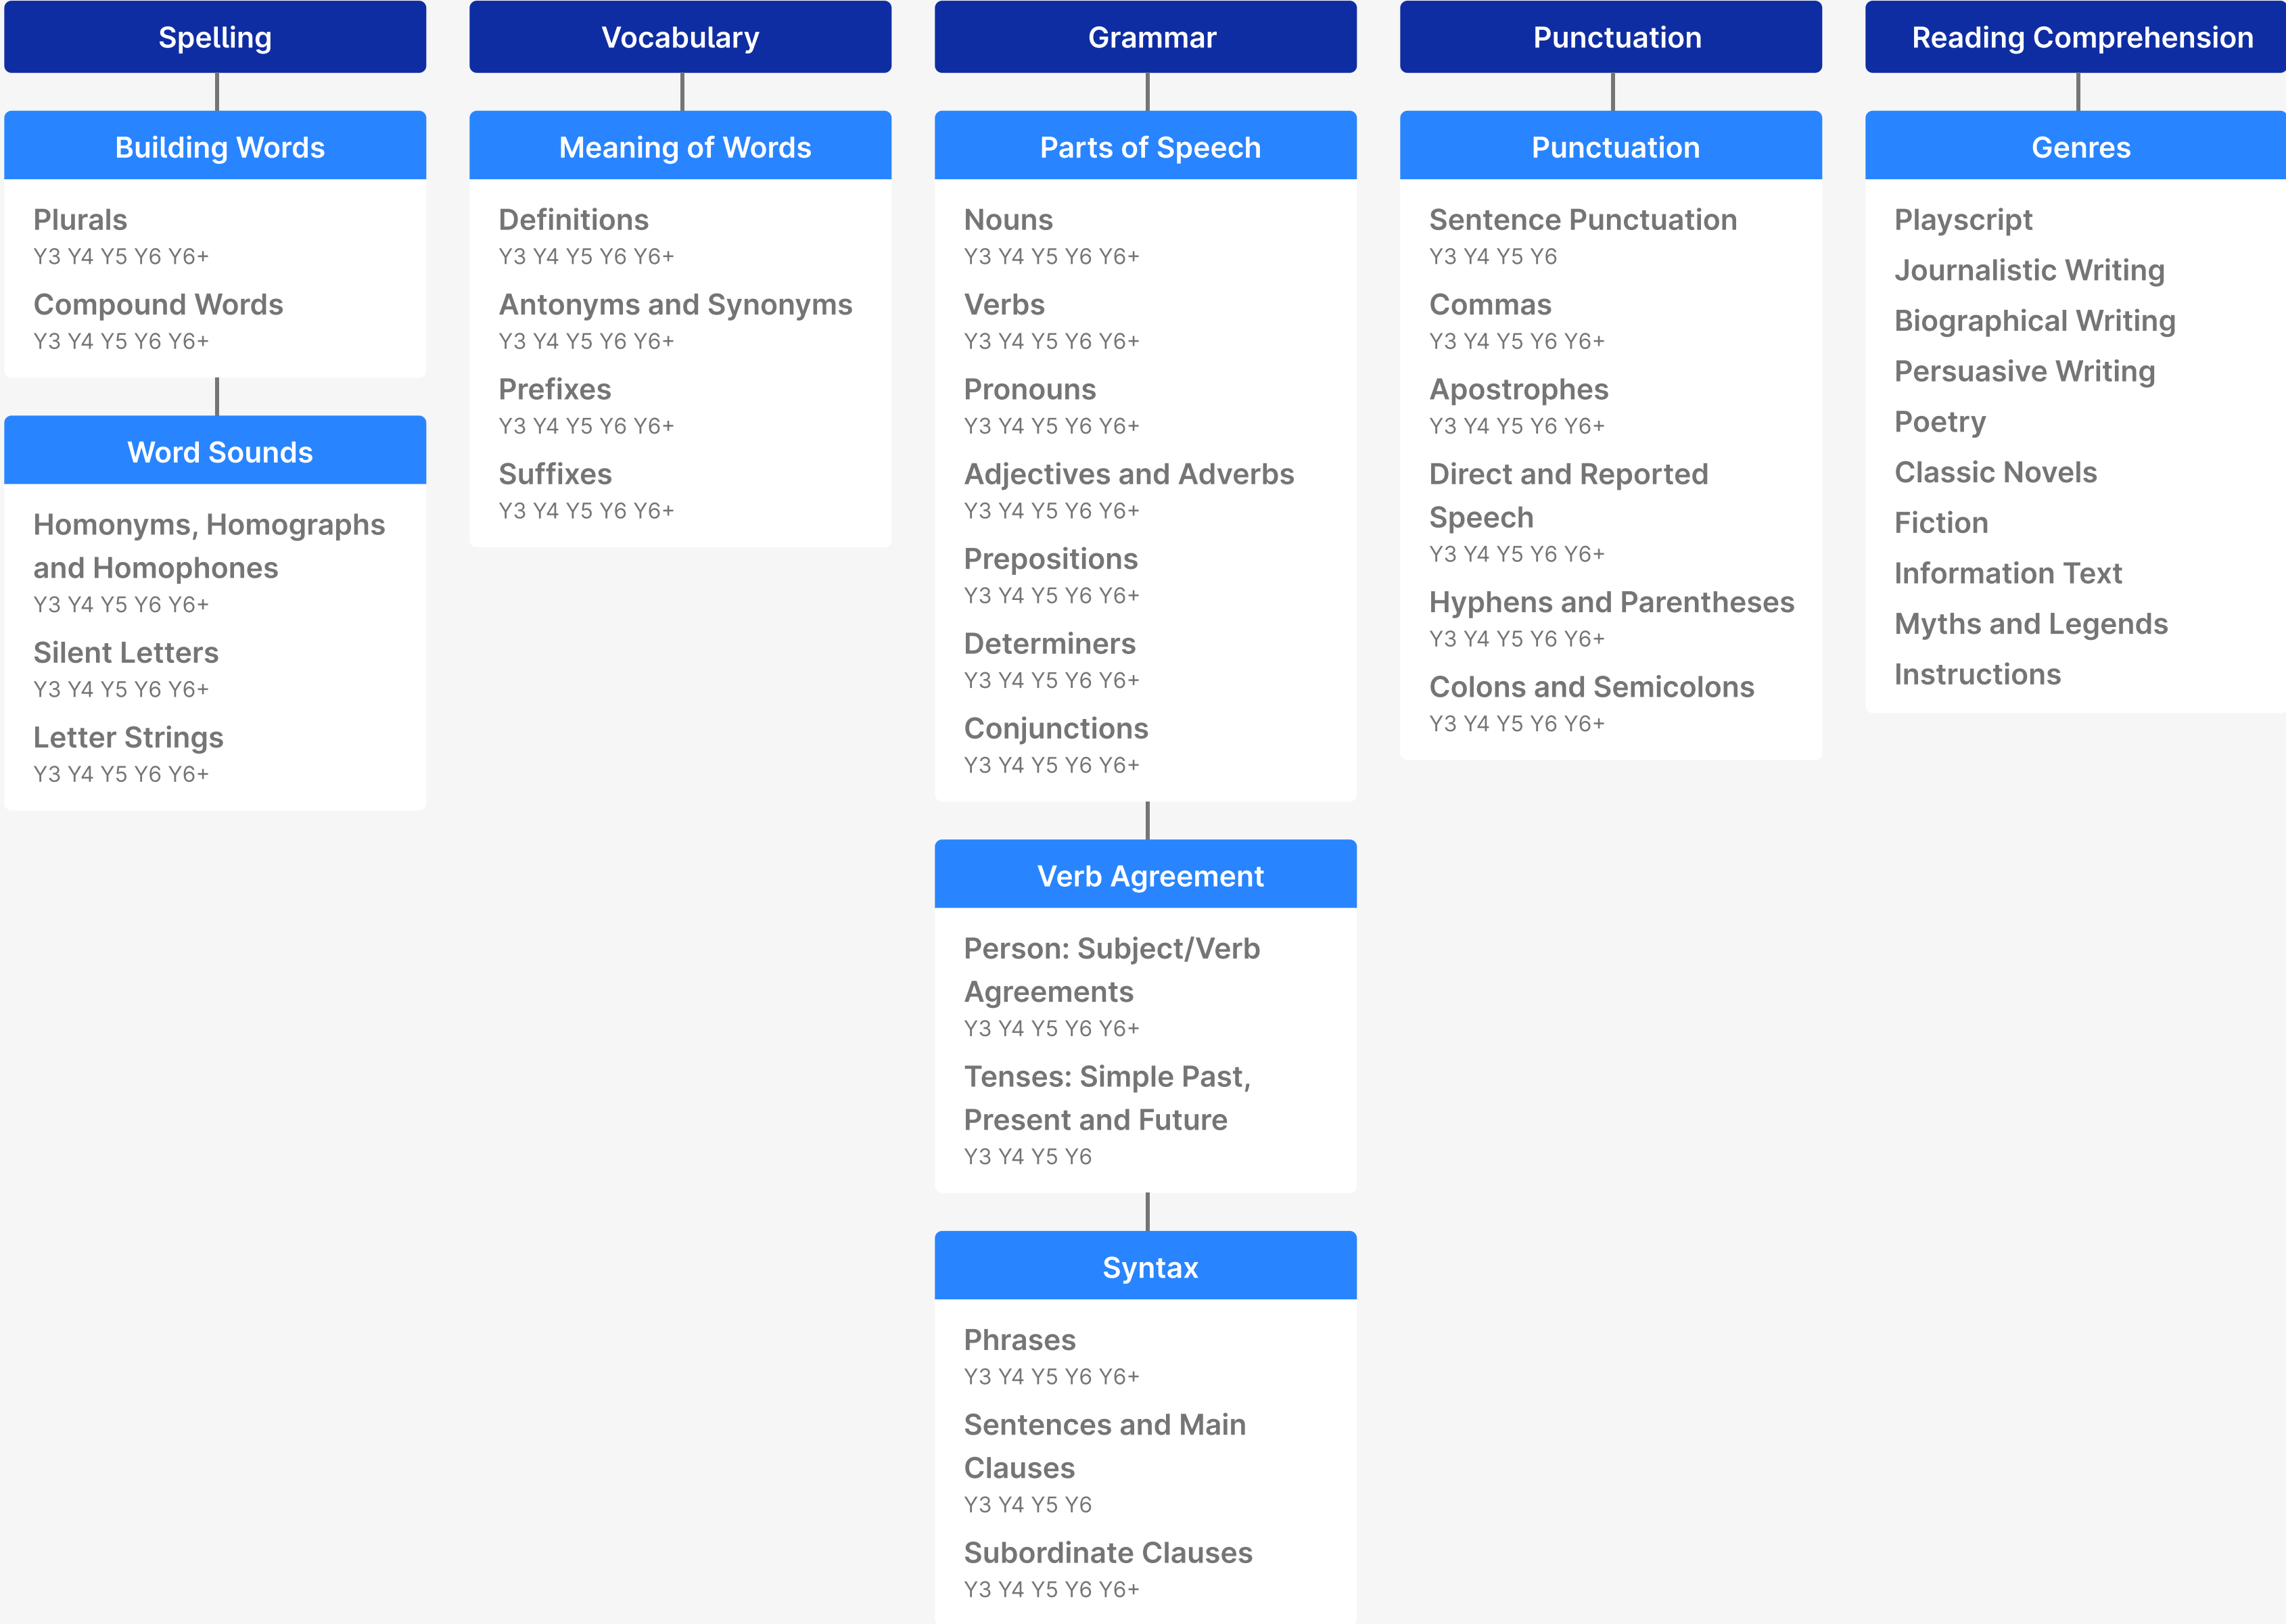 Spelling
Building Words
Plurals
Y3 Y4 Y5 Y6 Y6+
Compound Words
Y3 Y4 Y5 Y6 Y6+
Word Sounds
Homonyms, Homographs
and Homophones
Y3 Y4 Y5 Y6 Y6+
Silent Letters
Y3 Y4 Y5 Y6 Y6+
Letter Strings
Y3 Y4 Y5 Y6 Y6+
Vocabulary
Meaning of Words
Definitions
Y3 Y4 Y5 Y6 Y6+
Antonyms and Synonyms
Y3 Y4 Y5 Y6 Y6+
Prefixes
Y3 Y4 Y5 Y6 Y6+
Suffixes
Y3 Y4 Y5 Y6 Y6+
Grammar
Parts of Speech
Nouns
Y3 Y4 Y5 Y6 Y6+
Verbs
Y3 Y4 Y5 Y6 Y6+
Pronouns
Y3 Y4 Y5 Y6 Y6+
Adjectives and Adverbs
Y3 Y4 Y5 Y6 Y6+
Prepositions
Y3 Y4 Y5 Y6 Y6+
Determiners
Y3 Y4 Y5 Y6 Y6+
Conjunctions
Y3 Y4 Y5 Y6 Y6+
Verb Agreement
Person: Subject/Verb
Agreements
Y3 Y4 Y5 Y6 Y6+
Tenses: Simple Past,
Present and Future
Y3 Y4 Y5 Y6
Syntax
Phrases
Y3 Y4 Y5 Y6 Y6+
Sentences and Main
Clauses
Y3 Y4 Y5 Y6
Subordinate Clauses
Y3 Y4 Y5 Y6 Y6+
Punctuation
Punctuation
Sentence Punctuation
Y3 Y4 Y5 Y6
Commas
Y3 Y4 Y5 Y6 Y6+
Apostrophes
Y3 Y4 Y5 Y6 Y6+
Direct and Reported
Speech
Y3 Y4 Y5 Y6 Y6+
Hyphens and Parentheses
Y3 Y4 Y5 Y6 Y6+
Colons and Semicolons
Y3 Y4 Y5 Y6 Y6+
Reading Comprehension
Genres
Playscript
Journalistic Writing
Biographical Writing
Persuasive Writing
Poetry
Classic Novels
Fiction
Information Text
Myths and Legends
Instructions